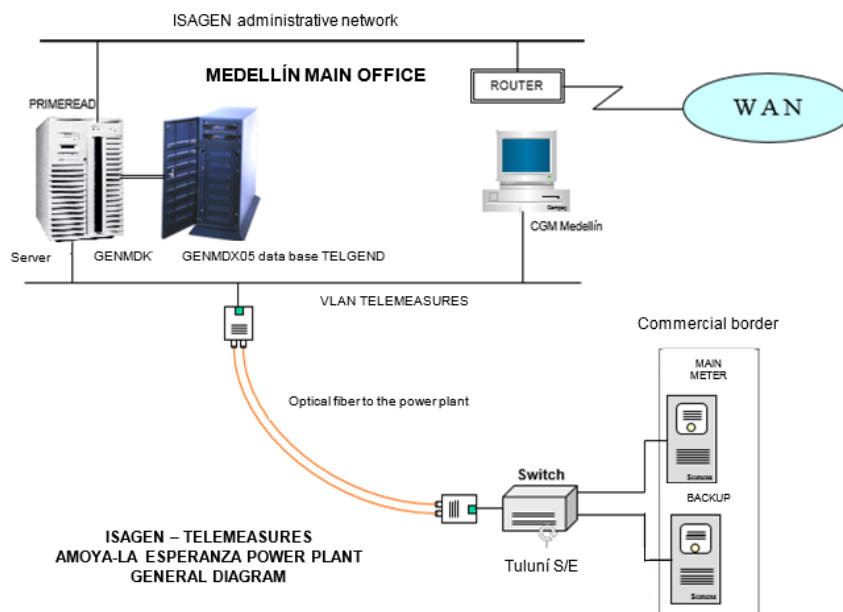 ISAGEN administrative network
MEDELLÍN MAIN OFFICE
ROUTER
WAN
PRIMEREAD
CGM Medellín
Server
GENMDK
GENMDX05 data base TELGEND
VLAN TELEMEASURES
Commercial border
MAIN
METER
Optical fiber to the power plant
Switch
BACKUP
Tuluní S/E
ISAGEN – TELEMEASURES
AMOYA-LA ESPERANZA POWER PLANT
GENERAL DIAGRAM